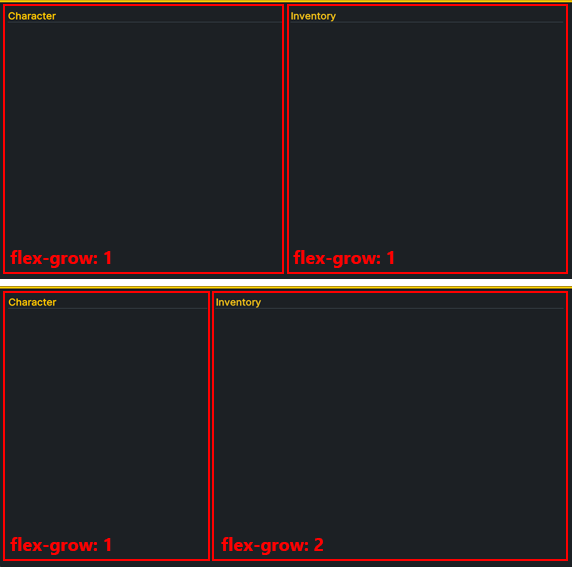 Character
Inventory
flex-grow: 1
flex-grow: 1
Character
Inventory
flex-grow: 1
flex-grow: 2